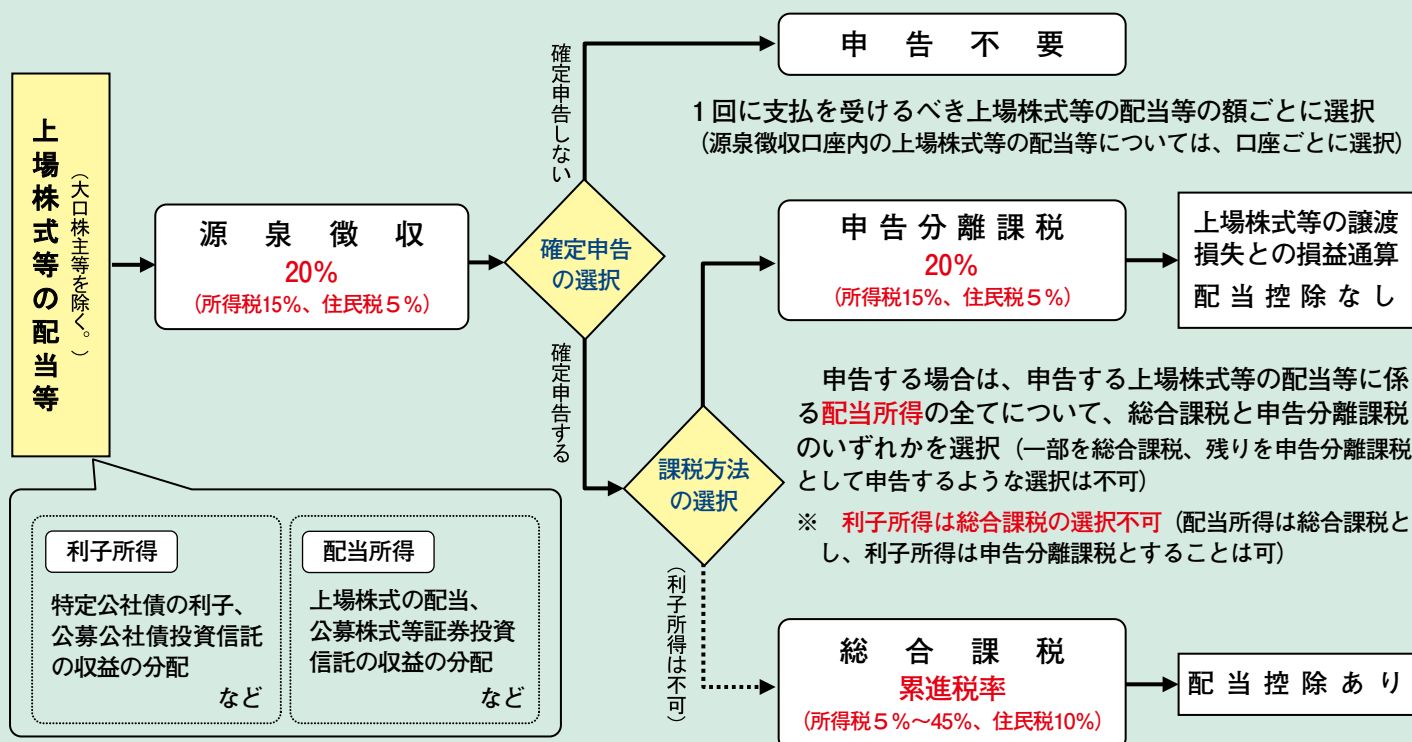 上場株式等の配当等
（大口株主等を除く。）
源泉徴収
20%
（所得税15%、住民税５%）
確定申告
の選択
確定申告しない
申告不要
１回に支払を受けるべき上場株式等の配当等の額ごとに選択
（源泉徴収口座内の上場株式等の配当等については、口座ごとに選択）
確定申告する
課税方法
の選択
申告分離課税
20%
（所得税15%、住民税５%）
上場株式等の譲渡
損失との損益通算
配当控除なし
申告する場合は、申告する上場株式等の配当等に係
る配当所得の全てについて、総合課税と申告分離課税
のいずれかを選択（一部を総合課税、残りを申告分離課税
として申告するような選択は不可）
※　利子所得は総合課税の選択不可（配当所得は総合課税と
し、利子所得は申告分離課税とすることは可）
（利子所得は不可）
総合課税
累進税率
（所得税５%～45%、住民税10%）
配当控除あり
利子所得
特定公社債の利子、
公募公社債投資信託
の収益の分配
など
配当所得
上場株式の配当、
公募株式等証券投資
信託の収益の分配
など